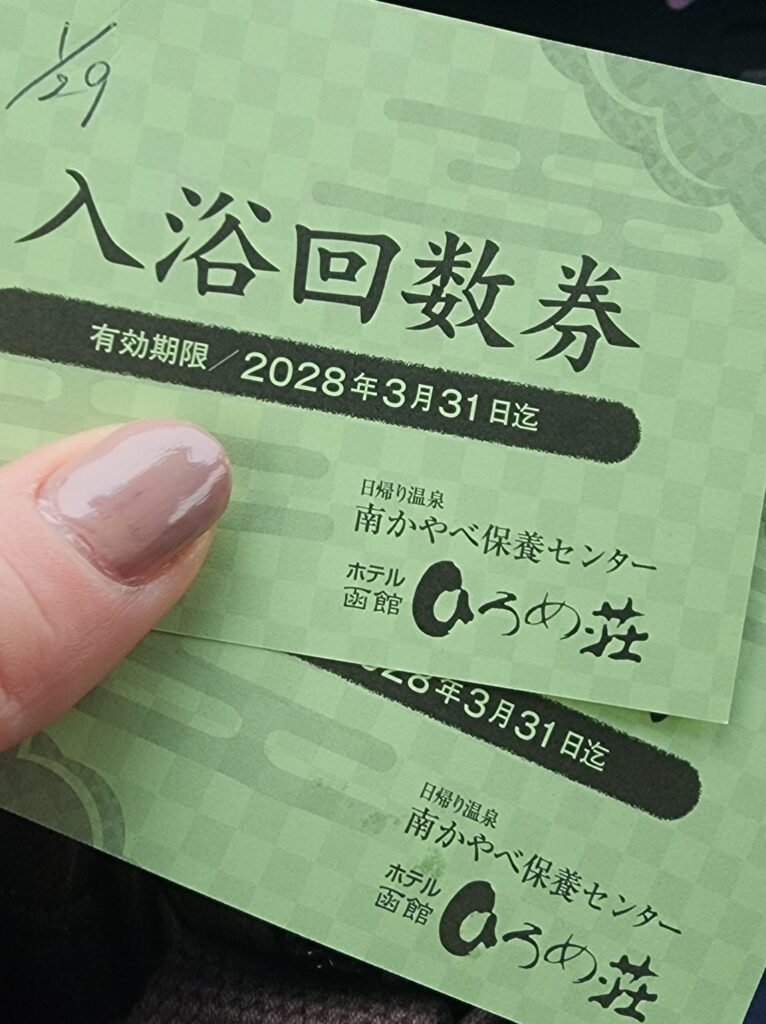 1/29
入浴回数券
有効期限/2028年3月31日迄
日帰り温泉
南かやべ保養センター
ホテル
函館
ひろめ荘
2028年3月31日迄
日帰り温泉
南かやべ保養センター
ホテル
函館
ひろめ荘